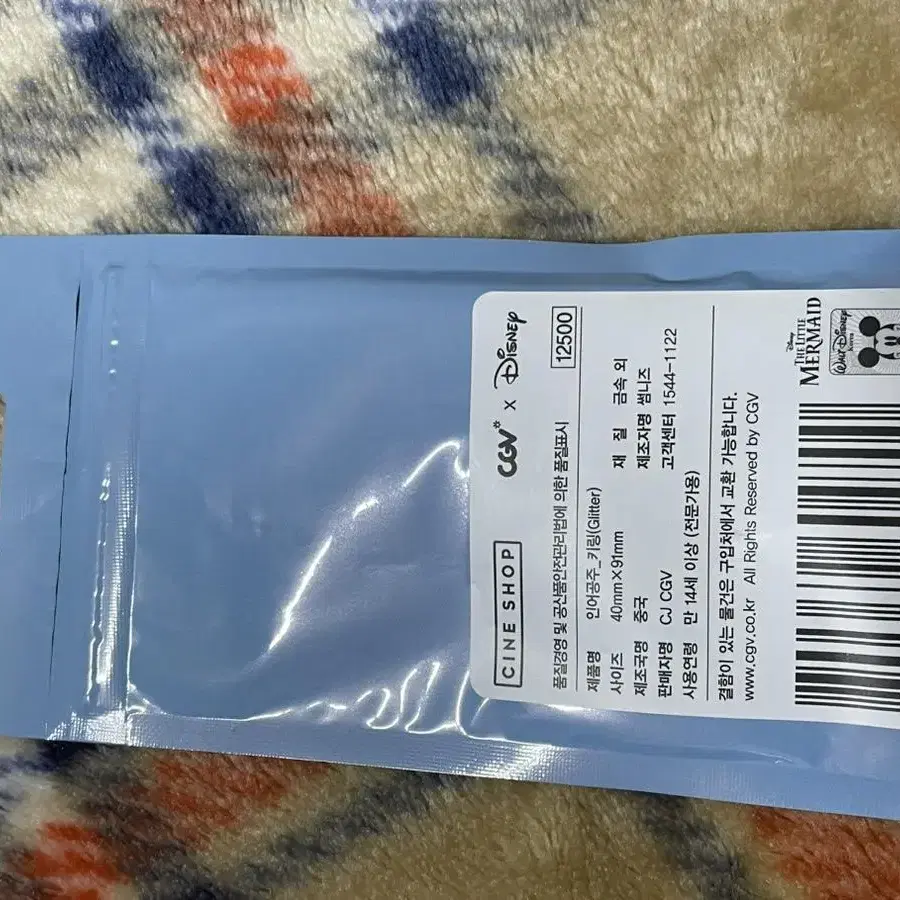 CINE SHOP
CGV* x Disney
품질경영 및 공산품안전관리법에 의한 품질표시
12500
제품명 인어공주_키링(Glitter)
사이즈 40mm×91mm 재 질 금속 외
제조국명 중국 제조자명 썸니즈
판매자명 CJ CGV 고객센터 1544-1122
사용연령 만 14세 이상 (전문가용)
결함이 있는 물건은 구입처에서 교환 가능합니다.
www.cgv.co.kr All Rights Reserved by CGV
Disney
THE LITTLE
MERMAID
WALT DISNEY
Korea